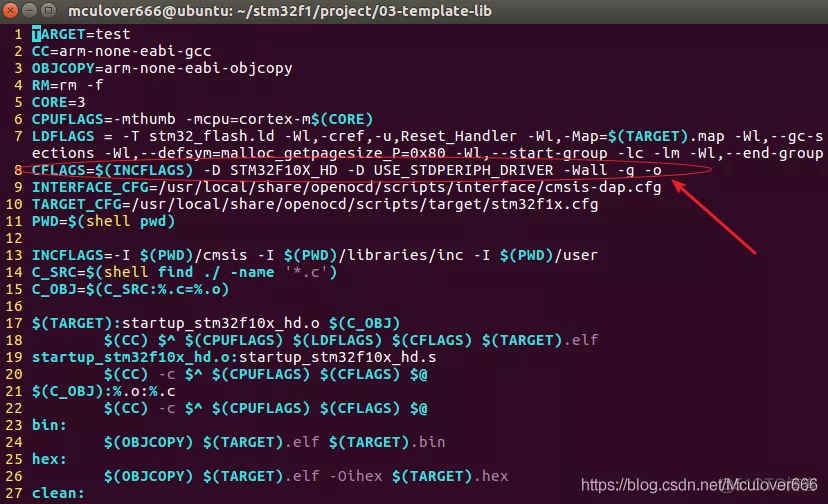 mculover666@ubuntu: ~/stm32f1/project/03-template-lib
1 TARGET=test
2 CC=arm-none-eabi-gcc
3 OBJCOPY=arm-none-eabi-objcopy
4 RM=rm -f
5 CORE=3
6 CPUFLAGS=-mthumb -mcpu=cortex-m$(CORE)
7 LDFLAGS = -T stm32_flash.ld -Wl,-cref,-u,Reset_Handler -Wl,-Map=$(TARGET).map -Wl,--gc-s
ections -Wl,--defsym=malloc_getpagesize_P=0x80 -Wl,--start-group -lc -lm -Wl,--end-group
8 CFLAGS=$(INCFLAGS) -D STM32F10X_HD -D USE_STDPERIPH_DRIVER -Wall -g -o
9 INTERFACE_CFG=/usr/local/share/openocd/scripts/interface/cmsis-dap.cfg
10 TARGET_CFG=/usr/local/share/openocd/scripts/target/stm32f1x.cfg
11 PWD=$(shell pwd)
12
13 INCFLAGS=-I $(PWD)/cmsis -I $(PWD)/libraries/inc -I $(PWD)/user
14 C_SRC=$(shell find ./ -name '*.c')
15 C_OBJ=$(C_SRC:%.c=%.o)
16
17 $(TARGET):startup_stm32f10x_hd.o $(C_OBJ)
18 $(CC) $^ $(CPUFLAGS) $(LDFLAGS) $(CFLAGS) $(TARGET).elf
19 startup_stm32f10x_hd.o:startup_stm32f10x_hd.s
20 $(CC) -c $^ $(CPUFLAGS) $(CFLAGS) $@
21 $(C_OBJ):%.o:%.c
22 $(CC) -c $^ $(CPUFLAGS) $(CFLAGS) $@
23 bin:
24 $(OBJCOPY) $(TARGET).elf $(TARGET).bin
25 hex:
26 $(OBJCOPY) $(TARGET).elf -Oihex $(TARGET).hex
27 clean:
https://blog.csdn.net/Mculover666